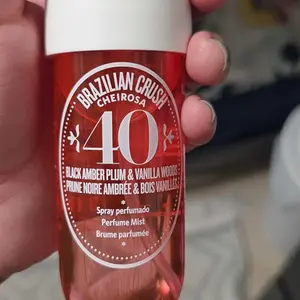 BRAZILIAN CRUSH
CHEIROSA
40
BLACK AMBER PLUM & VANILLA WOODS
PRUNE NOIRE AMBRÉE & BOIS VANILLÉS
Spray perfumado
Perfume Mist
Brume parfumée